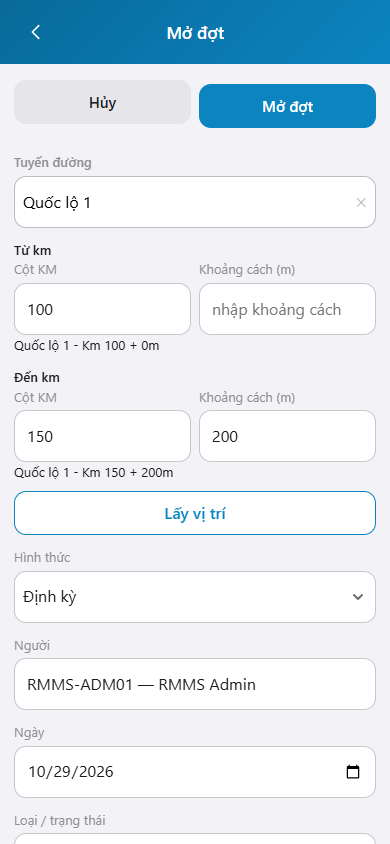 Mở đợt
Hủy
Mở đợt
Tuyến đường
Quốc lộ 1
Từ km
Cột KM
Khoảng cách (m)
100
nhập khoảng cách
Quốc lộ 1 - Km 100 + 0m
Đến km
Cột KM
Khoảng cách (m)
150
200
Quốc lộ 1 - Km 150 + 200m
Lấy vị trí
Hình thức
Định kỳ
Người
RMMS-ADM01 — RMMS Admin
Ngày
10/29/2026
Loại / trạng thái